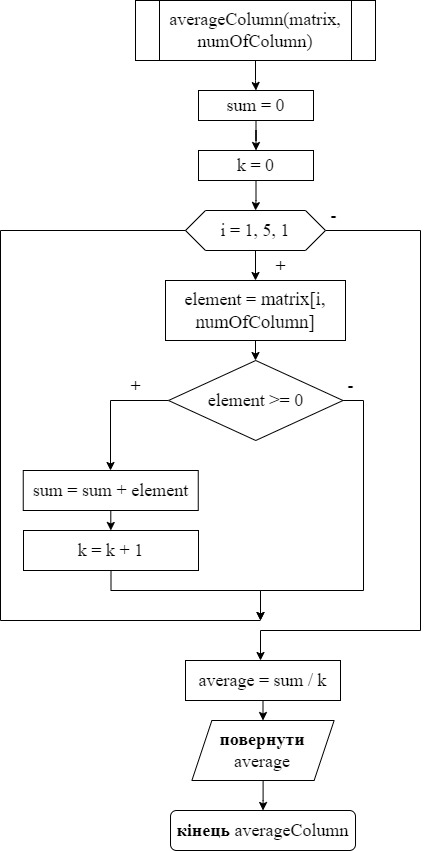 averageColumn(matrix,
numOfColumn)
sum = 0
k = 0
i = 1, 5, 1
-
+
element = matrix[i,
numOfColumn]
element >= 0
+
-
sum = sum + element
k = k + 1
average = sum / k
повернути
average
кінець averageColumn